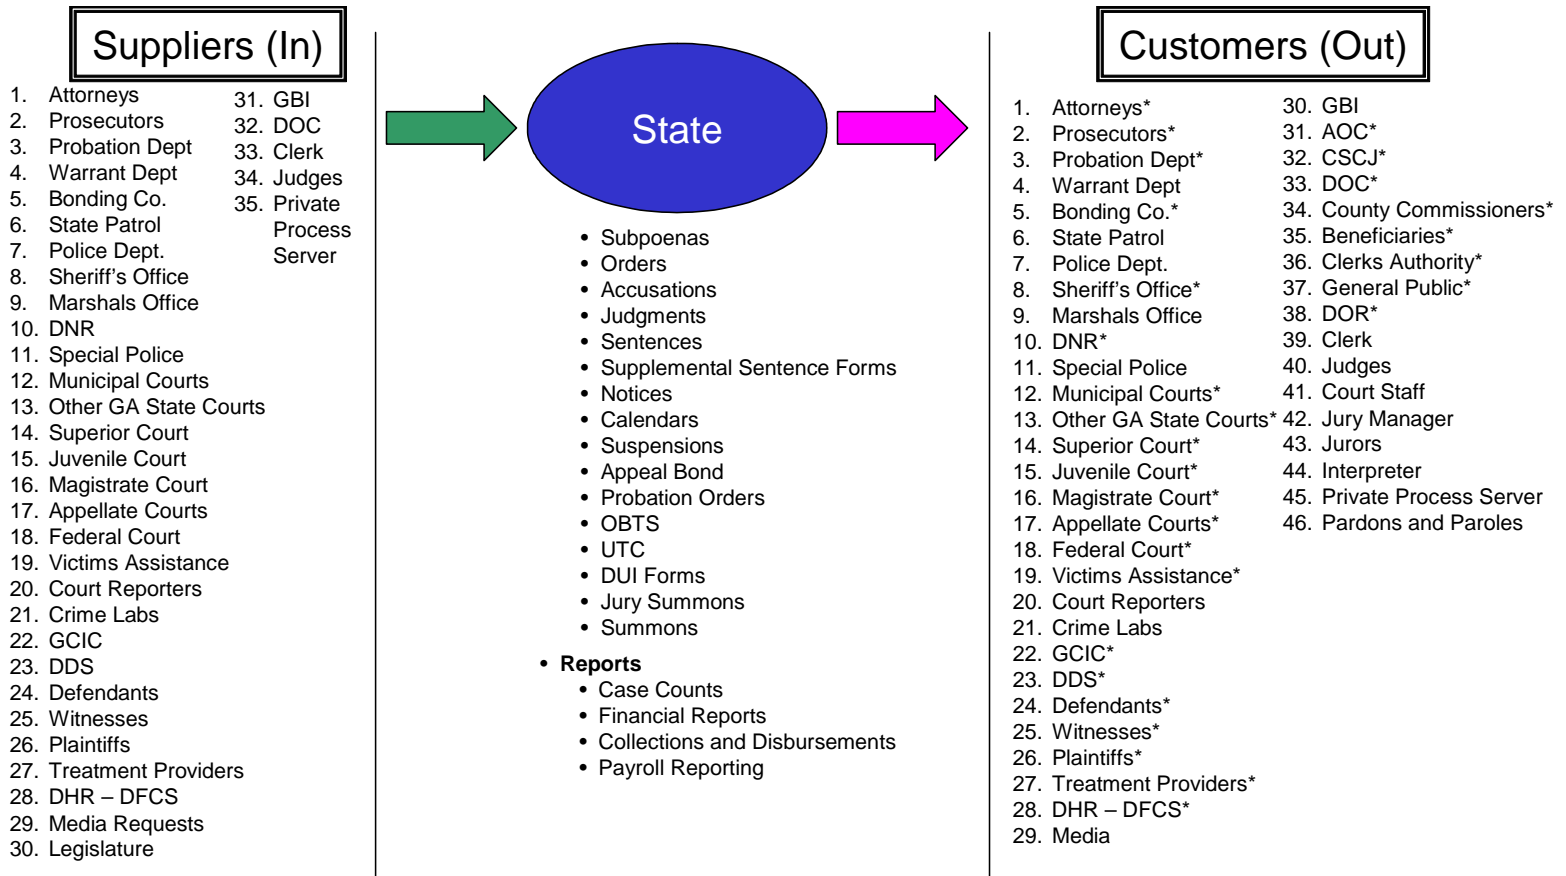 Suppliers (In)
1. Attorneys
2. Prosecutors
3. Probation Dept
4. Warrant Dept
5. Bonding Co.
6. State Patrol
7. Police Dept.
8. Sheriff’s Office
9. Marshals Office
10. DNR
11. Special Police
12. Municipal Courts
13. Other GA State Courts
14. Superior Court
15. Juvenile Court
16. Magistrate Court
17. Appellate Courts
18. Federal Court
19. Victims Assistance
20. Court Reporters
21. Crime Labs
22. GCIC
23. DDS
24. Defendants
25. Witnesses
26. Plaintiffs
27. Treatment Providers
28. DHR – DFCS
29. Media Requests
30. Legislature
31. GBI
32. DOC
33. Clerk
34. Judges
35. Private
Process
Server
State
• Subpoenas
• Orders
• Accusations
• Judgments
• Sentences
• Supplemental Sentence Forms
• Notices
• Calendars
• Suspensions
• Appeal Bond
• Probation Orders
• OBTS
• UTC
• DUI Forms
• Jury Summons
• Summons
• Reports
• Case Counts
• Financial Reports
• Collections and Disbursements
• Payroll Reporting
Customers (Out)
1. Attorneys*
2. Prosecutors*
3. Probation Dept*
4. Warrant Dept
5. Bonding Co.*
6. State Patrol
7. Police Dept.
8. Sheriff’s Office*
9. Marshals Office
10. DNR*
11. Special Police
12. Municipal Courts*
13. Other GA State Courts*
14. Superior Court*
15. Juvenile Court*
16. Magistrate Court*
17. Appellate Courts*
18. Federal Court*
19. Victims Assistance*
20. Court Reporters
21. Crime Labs
22. GCIC*
23. DDS*
24. Defendants*
25. Witnesses*
26. Plaintiffs*
27. Treatment Providers*
28. DHR – DFCS*
29. Media
30. GBI
31. AOC*
32. CSCJ*
33. DOC*
34. County Commissioners*
35. Beneficiaries*
36. Clerks Authority*
37. General Public*
38. DOR*
39. Clerk
40. Judges
41. Court Staff
42. Jury Manager
43. Jurors
44. Interpreter
45. Private Process Server
46. Pardons and Paroles